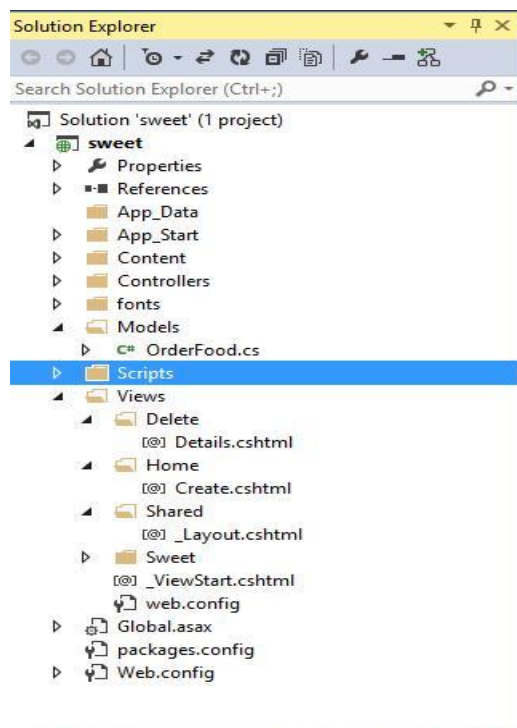 Solution Explorer
Search Solution Explorer (Ctrl+;)
Solution 'sweet' (1 project)
sweet
Properties
References
App_Data
App_Start
Content
Controllers
fonts
Models
C# OrderFood.cs
Scripts
Views
Delete
[@] Details.cshtml
Home
[@] Create.cshtml
Shared
[@] _Layout.cshtml
Sweet
[@] _ViewStart.cshtml
web.config
Global.asax
packages.config
Web.config